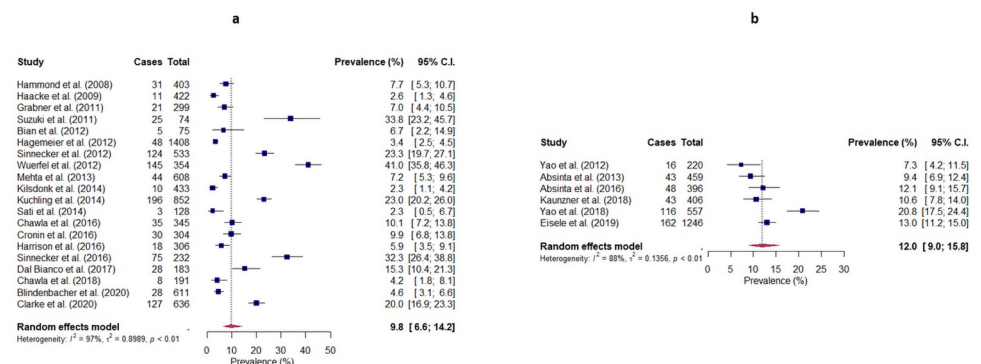 a
Study Cases Total Prevalence (%) 95% C.I.
Hammond et al. (2008) 31 403 7.7 [5.3; 10.7]
Haacke et al. (2009) 11 422 2.6 [1.3; 4.6]
Grabner et al. (2011) 21 299 7.0 [4.4; 10.5]
Suzuki et al. (2011) 25 74 33.8 [23.2; 45.7]
Bian et al. (2012) 5 75 6.7 [2.2; 14.9]
Hagemeier et al. (2012) 48 1408 3.4 [2.5; 4.5]
Sinnecker et al. (2012) 124 533 23.3 [19.7; 27.1]
Wuerfel et al. (2012) 145 354 41.0 [35.8; 46.3]
Mehta et al. (2013) 44 608 7.2 [5.3; 9.6]
Kilsdonk et al. (2014) 10 433 2.3 [1.1; 4.2]
Kuchling et al. (2014) 196 852 23.0 [20.2; 26.0]
Sati et al. (2014) 3 128 2.3 [0.5; 6.7]
Chawla et al. (2016) 35 345 10.1 [7.2; 13.8]
Cronin et al. (2016) 30 304 9.9 [6.8; 13.8]
Harrison et al. (2016) 18 306 5.9 [3.5; 9.1]
Sinnecker et al. (2016) 75 232 32.3 [26.4; 38.8]
Dal Bianco et al. (2017) 28 183 15.3 [10.4; 21.3]
Chawla et al. (2018) 8 191 4.2 [1.8; 8.1]
Blindenbacher et al. (2020) 28 611 4.6 [3.1; 6.6]
Clarke et al. (2020) 127 636 20.0 [16.9; 23.3]
Random effects model . 9.8 [6.6; 14.2]
Heterogeneity: I² = 97%, τ² = 0.8989, p < 0.01
0 10 20 30 40 50
Prevalence (%)
b
Study Cases Total Prevalence (%) 95% C.I.
Yao et al. (2012) 16 220 7.3 [4.2; 11.5]
Absinta et al. (2013) 43 459 9.4 [6.9; 12.4]
Absinta et al. (2016) 48 396 12.1 [9.1; 15.7]
Kaunzner et al. (2018) 43 406 10.6 [7.8; 14.0]
Yao et al. (2018) 116 557 20.8 [17.5; 24.4]
Eisele et al. (2019) 162 1246 13.0 [11.2; 15.0]
Random effects model . 12.0 [9.0; 15.8]
Heterogeneity: I² = 88%, τ² = 0.1356, p < 0.01
0 5 10 15 20 25 30
Prevalence (%)